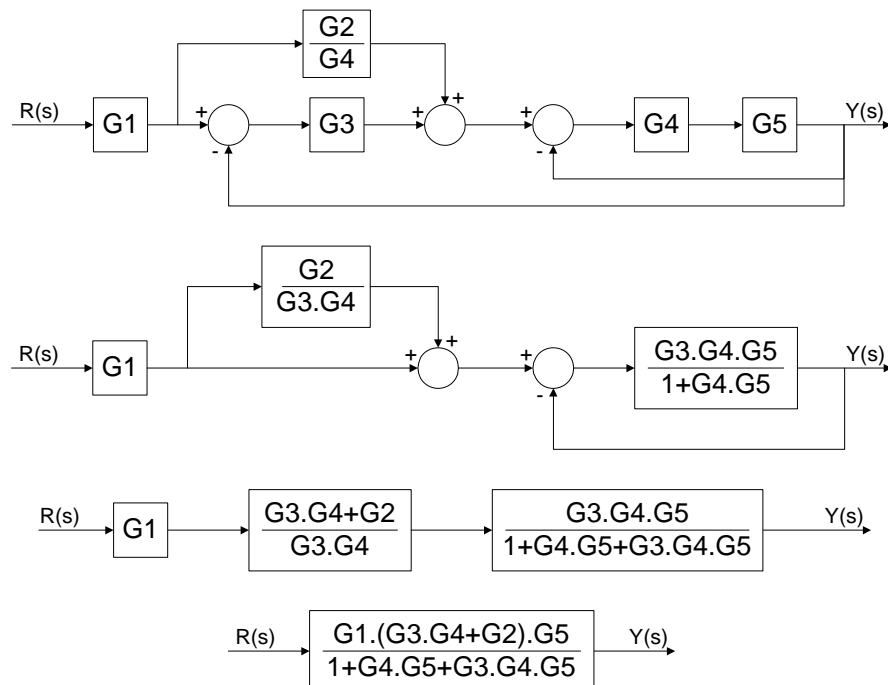 G2
G4
R(s)
G1
+
-
G3
+
+
+
-
G4
G5
Y(s)
G2
G3.G4
R(s)
G1
+
+
+
-
G3.G4.G5
1+G4.G5
Y(s)
R(s)
G1
G3.G4+G2
G3.G4
G3.G4.G5
1+G4.G5+G3.G4.G5
Y(s)
R(s)
G1.(G3.G4+G2).G5
1+G4.G5+G3.G4.G5
Y(s)